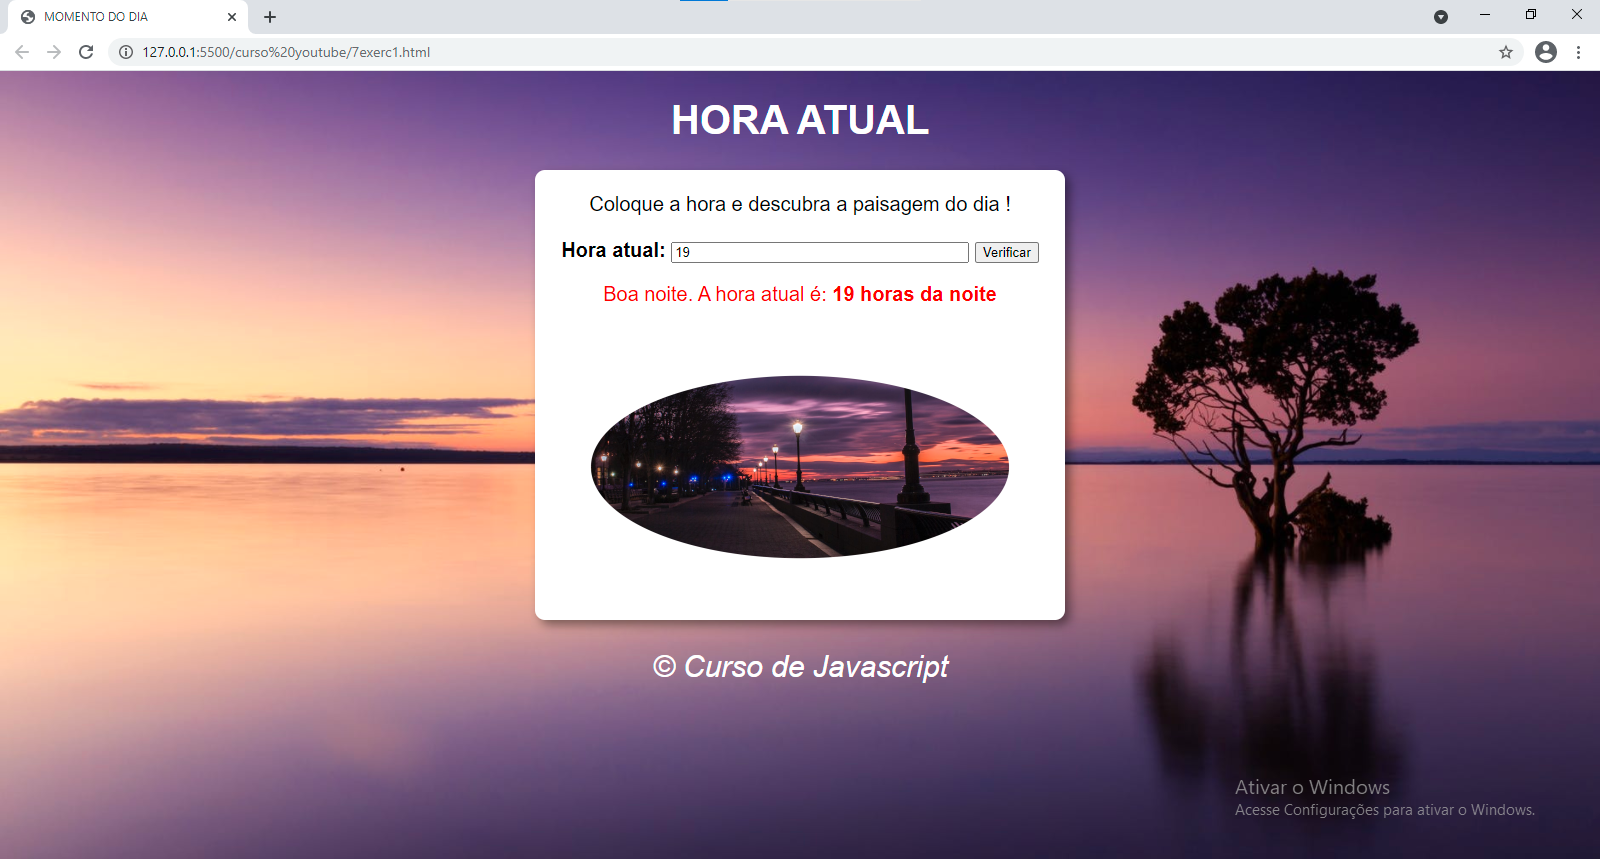 MOMENTO DO DIA
127.0.0.1:5500/curso%20youtube/7exerc1.html
HORA ATUAL
Coloque a hora e descubra a paisagem do dia !
Hora atual: 19 Verificar
Boa noite. A hora atual é: 19 horas da noite
© Curso de Javascript
Ativar o Windows
Acesse Configurações para ativar o Windows.